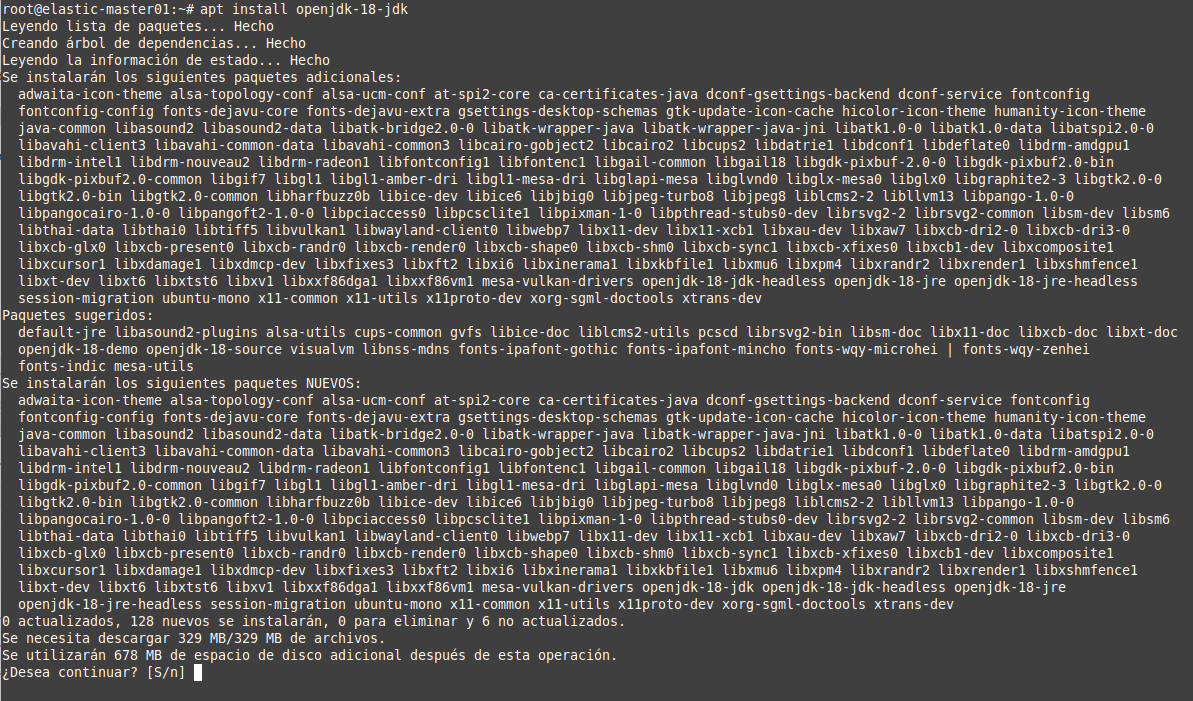 root@elastic-master01:~# apt install openjdk-18-jdk
Leyendo lista de paquetes... Hecho
Creando árbol de dependencias... Hecho
Leyendo la información de estado... Hecho
Se instalarán los siguientes paquetes adicionales:
  adwaita-icon-theme alsa-topology-conf alsa-ucm-conf at-spi2-core ca-certificates-java dconf-gsettings-backend dconf-service fontconfig
  fontconfig-config fonts-dejavu-core fonts-dejavu-extra gsettings-desktop-schemas gtk-update-icon-cache hicolor-icon-theme humanity-icon-theme
  java-common libasound2 libasound2-data libatk-bridge2.0-0 libatk-wrapper-java libatk-wrapper-java-jni libatk1.0-0 libatk1.0-data libatspi2.0-0
  libavahi-client3 libavahi-common-data libavahi-common3 libcairo-gobject2 libcairo2 libcups2 libdatrie1 libdconf1 libdeflate0 libdrm-amdgpu1
  libdrm-intel1 libdrm-nouveau2 libdrm-radeon1 libfontconfig1 libfontenc1 libgail-common libgail18 libgdk-pixbuf-2.0-0 libgdk-pixbuf2.0-bin
  libgdk-pixbuf2.0-common libgif7 libgl1 libgl1-amber-dri libgl1-mesa-dri libglapi-mesa libglvnd0 libglx-mesa0 libglx0 libgraphite2-3 libgtk2.0-0
  libgtk2.0-bin libgtk2.0-common libharfbuzz0b libice-dev libice6 libjbig0 libjpeg-turbo8 libjpeg8 liblcms2-2 libllvm13 libpango-1.0-0
  libpangocairo-1.0-0 libpangoft2-1.0-0 libpciaccess0 libpcsclite1 libpixman-1-0 libpthread-stubs0-dev librsvg2-2 librsvg2-common libsm-dev libsm6
  libthai-data libthai0 libtiff5 libvulkan1 libwayland-client0 libwebp7 libx11-dev libx11-xcb1 libxau-dev libxaw7 libxcb-dri2-0 libxcb-dri3-0
  libxcb-glx0 libxcb-present0 libxcb-randr0 libxcb-render0 libxcb-shape0 libxcb-shm0 libxcb-sync1 libxcb-xfixes0 libxcb1-dev libxcomposite1
  libxcursor1 libxdamage1 libxdmcp-dev libxfixes3 libxft2 libxi6 libxinerama1 libxkbfile1 libxmu6 libxpm4 libxrandr2 libxrender1 libxshmfence1
  libxt-dev libxt6 libxtst6 libxv1 libxxf86dga1 libxxf86vm1 mesa-vulkan-drivers openjdk-18-jdk-headless openjdk-18-jre openjdk-18-jre-headless
  session-migration ubuntu-mono x11-common x11-utils x11proto-dev xorg-sgml-doctools xtrans-dev
Paquetes sugeridos:
  default-jre libasound2-plugins alsa-utils cups-common gvfs libice-doc liblcms2-utils pcscd librsvg2-bin libsm-doc libx11-doc libxcb-doc libxt-doc
  openjdk-18-demo openjdk-18-source visualvm libnss-mdns fonts-ipafont-gothic fonts-ipafont-mincho fonts-wqy-microhei | fonts-wqy-zenhei
  fonts-indic mesa-utils
Se instalarán los siguientes paquetes NUEVOS:
  adwaita-icon-theme alsa-topology-conf alsa-ucm-conf at-spi2-core ca-certificates-java dconf-gsettings-backend dconf-service fontconfig
  fontconfig-config fonts-dejavu-core fonts-dejavu-extra gsettings-desktop-schemas gtk-update-icon-cache hicolor-icon-theme humanity-icon-theme
  java-common libasound2 libasound2-data libatk-bridge2.0-0 libatk-wrapper-java libatk-wrapper-java-jni libatk1.0-0 libatk1.0-data libatspi2.0-0
  libavahi-client3 libavahi-common-data libavahi-common3 libcairo-gobject2 libcairo2 libcups2 libdatrie1 libdconf1 libdeflate0 libdrm-amdgpu1
  libdrm-intel1 libdrm-nouveau2 libdrm-radeon1 libfontconfig1 libfontenc1 libgail-common libgail18 libgdk-pixbuf-2.0-0 libgdk-pixbuf2.0-bin
  libgdk-pixbuf2.0-common libgif7 libgl1 libgl1-amber-dri libgl1-mesa-dri libglapi-mesa libglvnd0 libglx-mesa0 libglx0 libgraphite2-3 libgtk2.0-0
  libgtk2.0-bin libgtk2.0-common libharfbuzz0b libice-dev libice6 libjbig0 libjpeg-turbo8 libjpeg8 liblcms2-2 libllvm13 libpango-1.0-0
  libpangocairo-1.0-0 libpangoft2-1.0-0 libpciaccess0 libpcsclite1 libpixman-1-0 libpthread-stubs0-dev librsvg2-2 librsvg2-common libsm-dev libsm6
  libthai-data libthai0 libtiff5 libvulkan1 libwayland-client0 libwebp7 libx11-dev libx11-xcb1 libxau-dev libxaw7 libxcb-dri2-0 libxcb-dri3-0
  libxcb-glx0 libxcb-present0 libxcb-randr0 libxcb-render0 libxcb-shape0 libxcb-shm0 libxcb-sync1 libxcb-xfixes0 libxcb1-dev libxcomposite1
  libxcursor1 libxdamage1 libxdmcp-dev libxfixes3 libxft2 libxi6 libxinerama1 libxkbfile1 libxmu6 libxpm4 libxrandr2 libxrender1 libxshmfence1
  libxt-dev libxt6 libxtst6 libxv1 libxxf86dga1 libxxf86vm1 mesa-vulkan-drivers openjdk-18-jdk openjdk-18-jdk-headless openjdk-18-jre
  openjdk-18-jre-headless session-migration ubuntu-mono x11-common x11-utils x11proto-dev xorg-sgml-doctools xtrans-dev
0 actualizados, 128 nuevos se instalarán, 0 para eliminar y 6 no actualizados.
Se necesita descargar 329 MB/329 MB de archivos.
Se utilizarán 678 MB de espacio de disco adicional después de esta operación.
¿Desea continuar? [S/n]